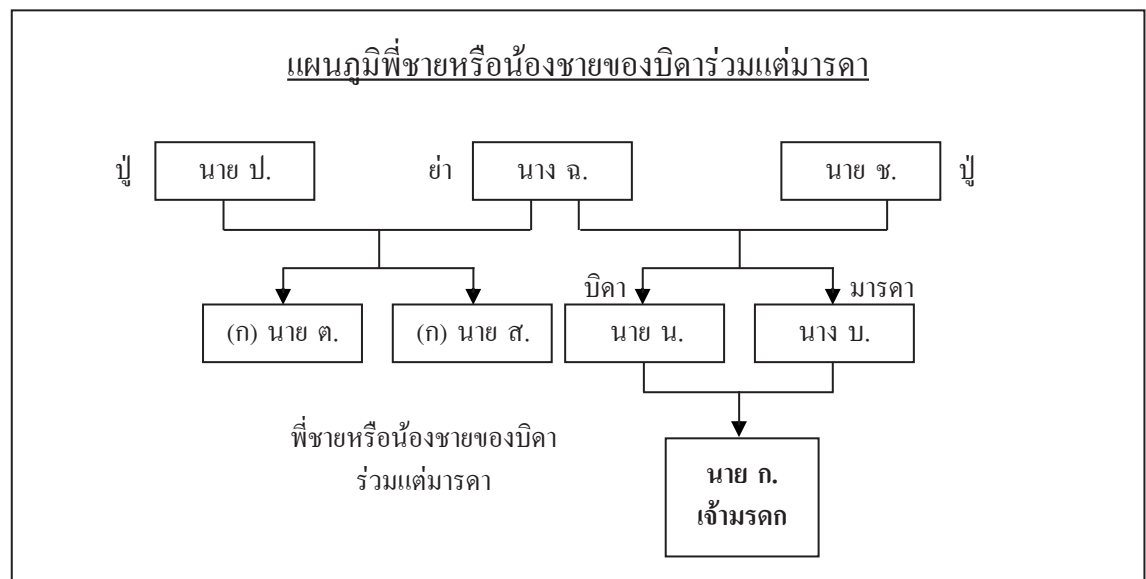 แผนภูมิพี่ชายหรือน้องชายของบิดาร่วมแต่มารดา
ปู่ นาย ป. ย่า นาง ฉ. นาย ช. ปู่
บิดา มารดา
(ก) นาย ต. (ก) นาย ส. นาย น. นาง บ.
พี่ชายหรือน้องชายของบิดา
ร่วมแต่มารดา
นาย ก.
เจ้ามรดก